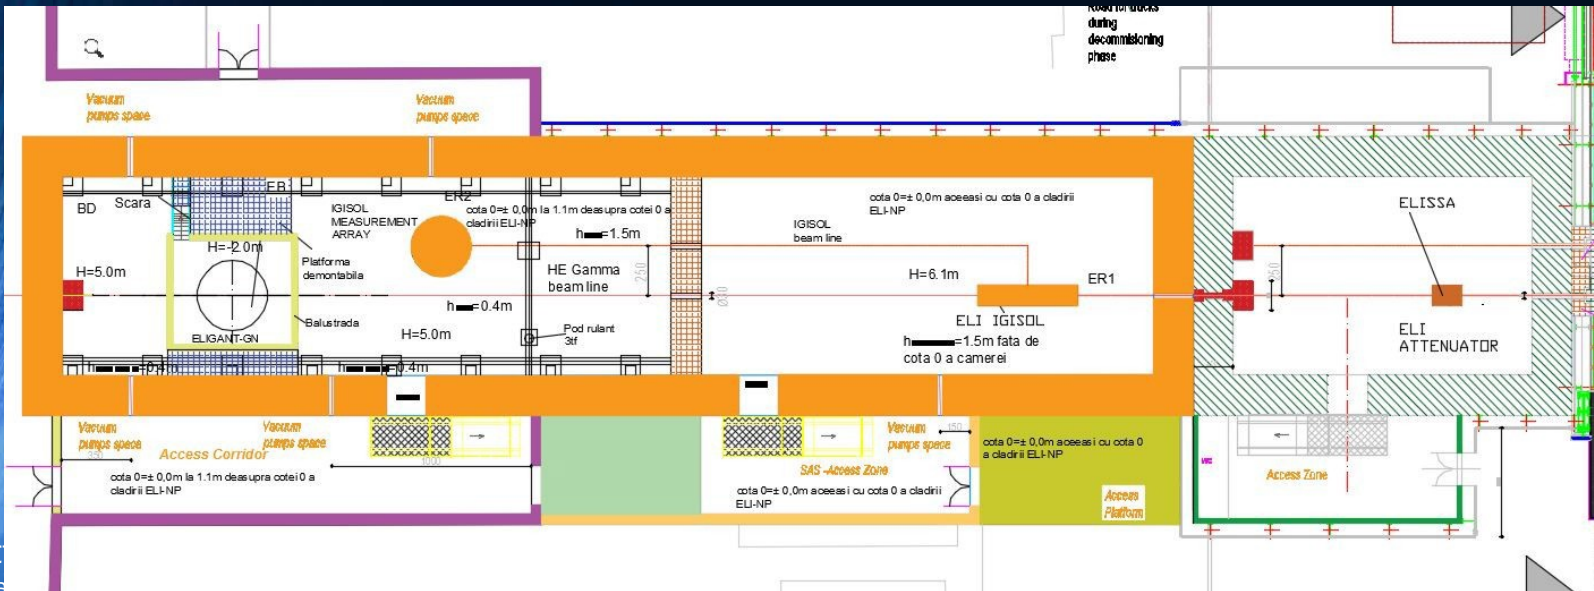 Road for trucks
during
decommisioning
phase
Vacuum
pumps space
Vacuum
pumps space
BD
Scara
EB
IGISOL
MEASUREMENT
ARRAY
ER2
cota 0=± 0,0m la 1.1m deasupra cotei 0 a
cladirii ELI-NP
h=1.5m
H=-2.0m
Platforma
demontabila
H=5.0m
HE Gamma
beam line
250
h=0.4m
Balustrada
H=5.0m
ELIGANT-GN
Pod rulant
3tf
h=0.4m
h=0.4m
cota 0=± 0,0m aceeasi cu cota 0 a cladirii
ELI-NP
IGISOL
beam line
H=6.1m
ER1
ELI IGISOL
h=1.5m fata de
cota 0 a camerei
ELISSA
250
ELI
ATTENUATOR
Vacuum
pumps space
Vacuum
pumps space
350
Access Corridor
1000
cota 0=± 0,0m la 1.1m deasupra cotei 0 a
cladirii ELI-NP
Vacuum
pumps space
150
SAS -Access Zone
cota 0=± 0,0m aceeasi cu cota 0 a cladirii
ELI-NP
cota 0=± 0,0m aceeasi cu cota 0
a cladirii ELI-NP
Access
Platform
Access Zone